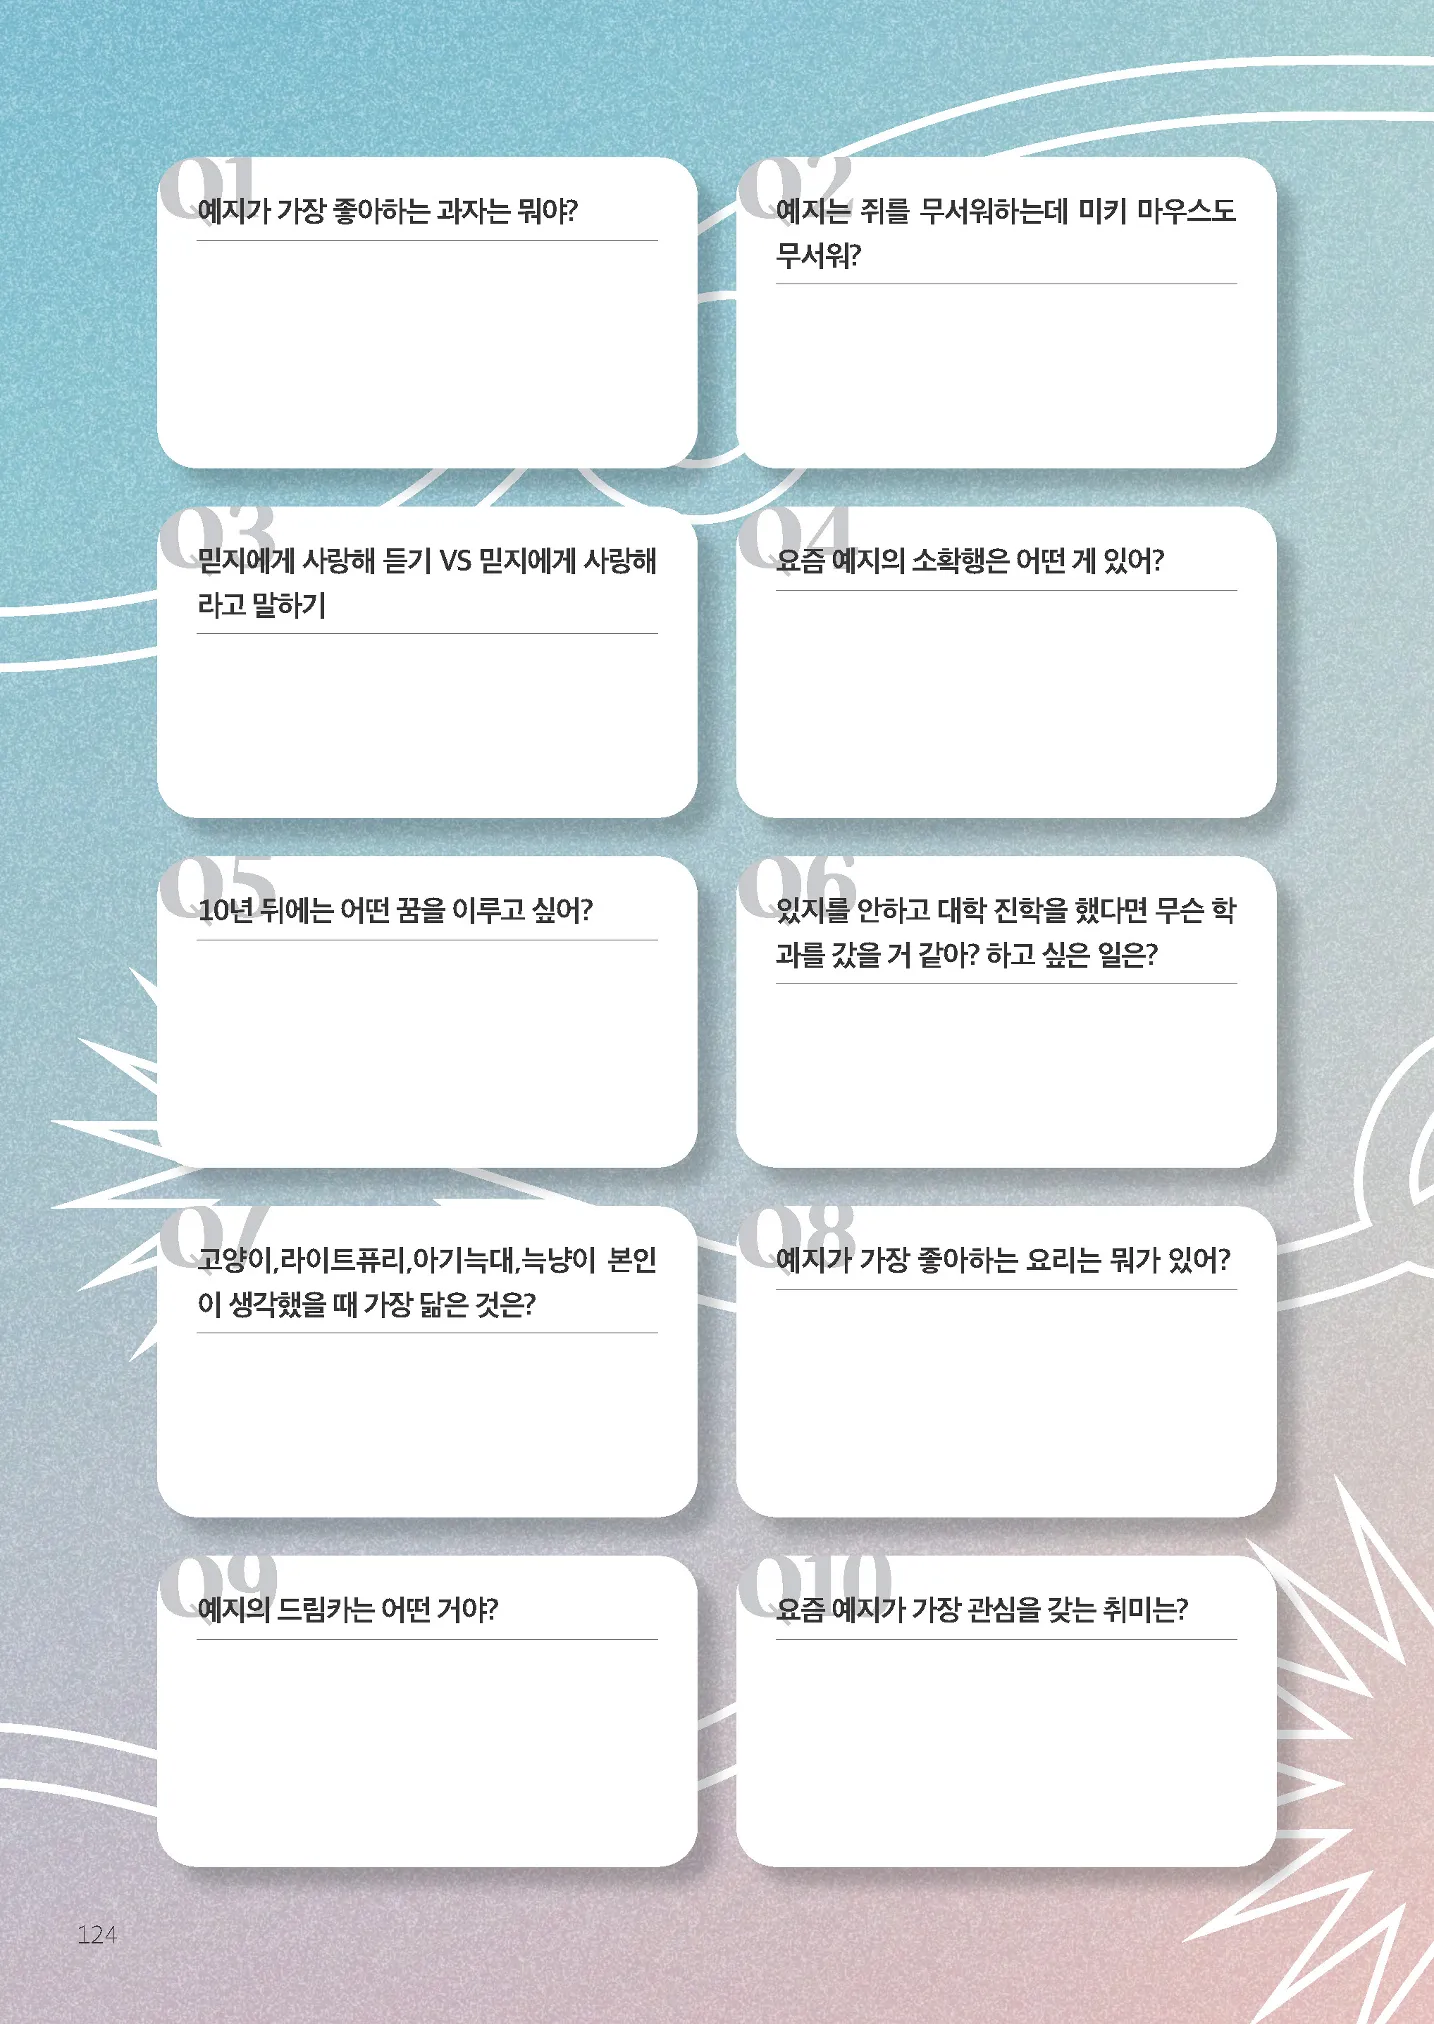 Q1
예지가 가장 좋아하는 과자는 뭐야?
Q2
예지는 쥐를 무서워하는데 미키 마우스도
무서워?
Q3
믿지에게 사랑해 듣기 VS 믿지에게 사랑해
라고 말하기
Q4
요즘 예지의 소확행은 어떤 게 있어?
Q5
10년 뒤에는 어떤 꿈을 이루고 싶어?
Q6
있지를 안하고 대학 진학을 했다면 무슨 학
과를 갔을 거 같아? 하고 싶은 일은?
Q7
고양이,라이트퓨리,아기늑대,늑냥이 본인
이 생각했을 때 가장 닮은 것은?
Q8
예지가 가장 좋아하는 요리는 뭐가 있어?
Q9
예지의 드림카는 어떤 거야?
Q10
요즘 예지가 가장 관심을 갖는 취미는?
124